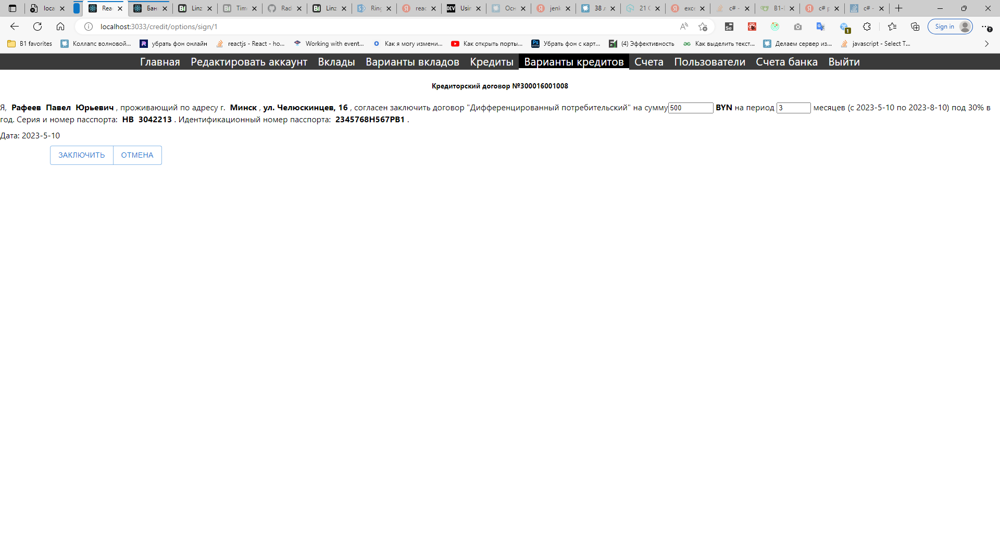 loca
Reac
Бан
Linz
Tim
Rad
Linz
Ring
reac
DEV
Usin
Осн
jenk
38 л
21 С
exce
c# -
B1-
c# p
c# -
localhost:3033/credit/options/sign/1
Sign in
B1 favorites
Коллапс волновой...
убрать фон онлайн
reactjs - React - ho...
Working with event...
Как я могу измени...
Как открыть порты...
Убрать фон с карт...
(4) Эффективность
Как выделить текст...
Делаем сервер из...
javascript - Select T...
Главная Редактировать аккаунт Вклады Варианты вкладов Кредиты Варианты кредитов Счета Пользователи Счета банка Выйти
Кредиторский договор №300016001008
Я, Рафеев Павел Юрьевич , проживающий по адресу г. Минск , ул. Челюскинцев, 16 , согласен заключить договор "Дифференцированный потребительский" на сумму 500 BYN на период 3 месяцев (с 2023-5-10 по 2023-8-10) под 30% в
год. Серия и номер паспорта: HB 3042213 . Идентификационный номер паспорта: 2345768H567PB1 .
Дата: 2023-5-10
ЗАКЛЮЧИТЬ ОТМЕНА